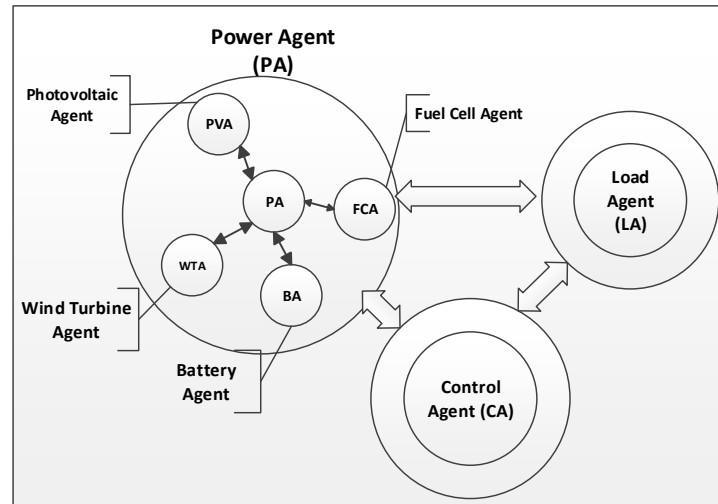 Power Agent
(PA)
Photovoltaic
Agent
Fuel Cell Agent
PVA
PA
FCA
Load
Agent
(LA)
WTA
BA
Wind Turbine
Agent
Battery
Agent
Control
Agent (CA)